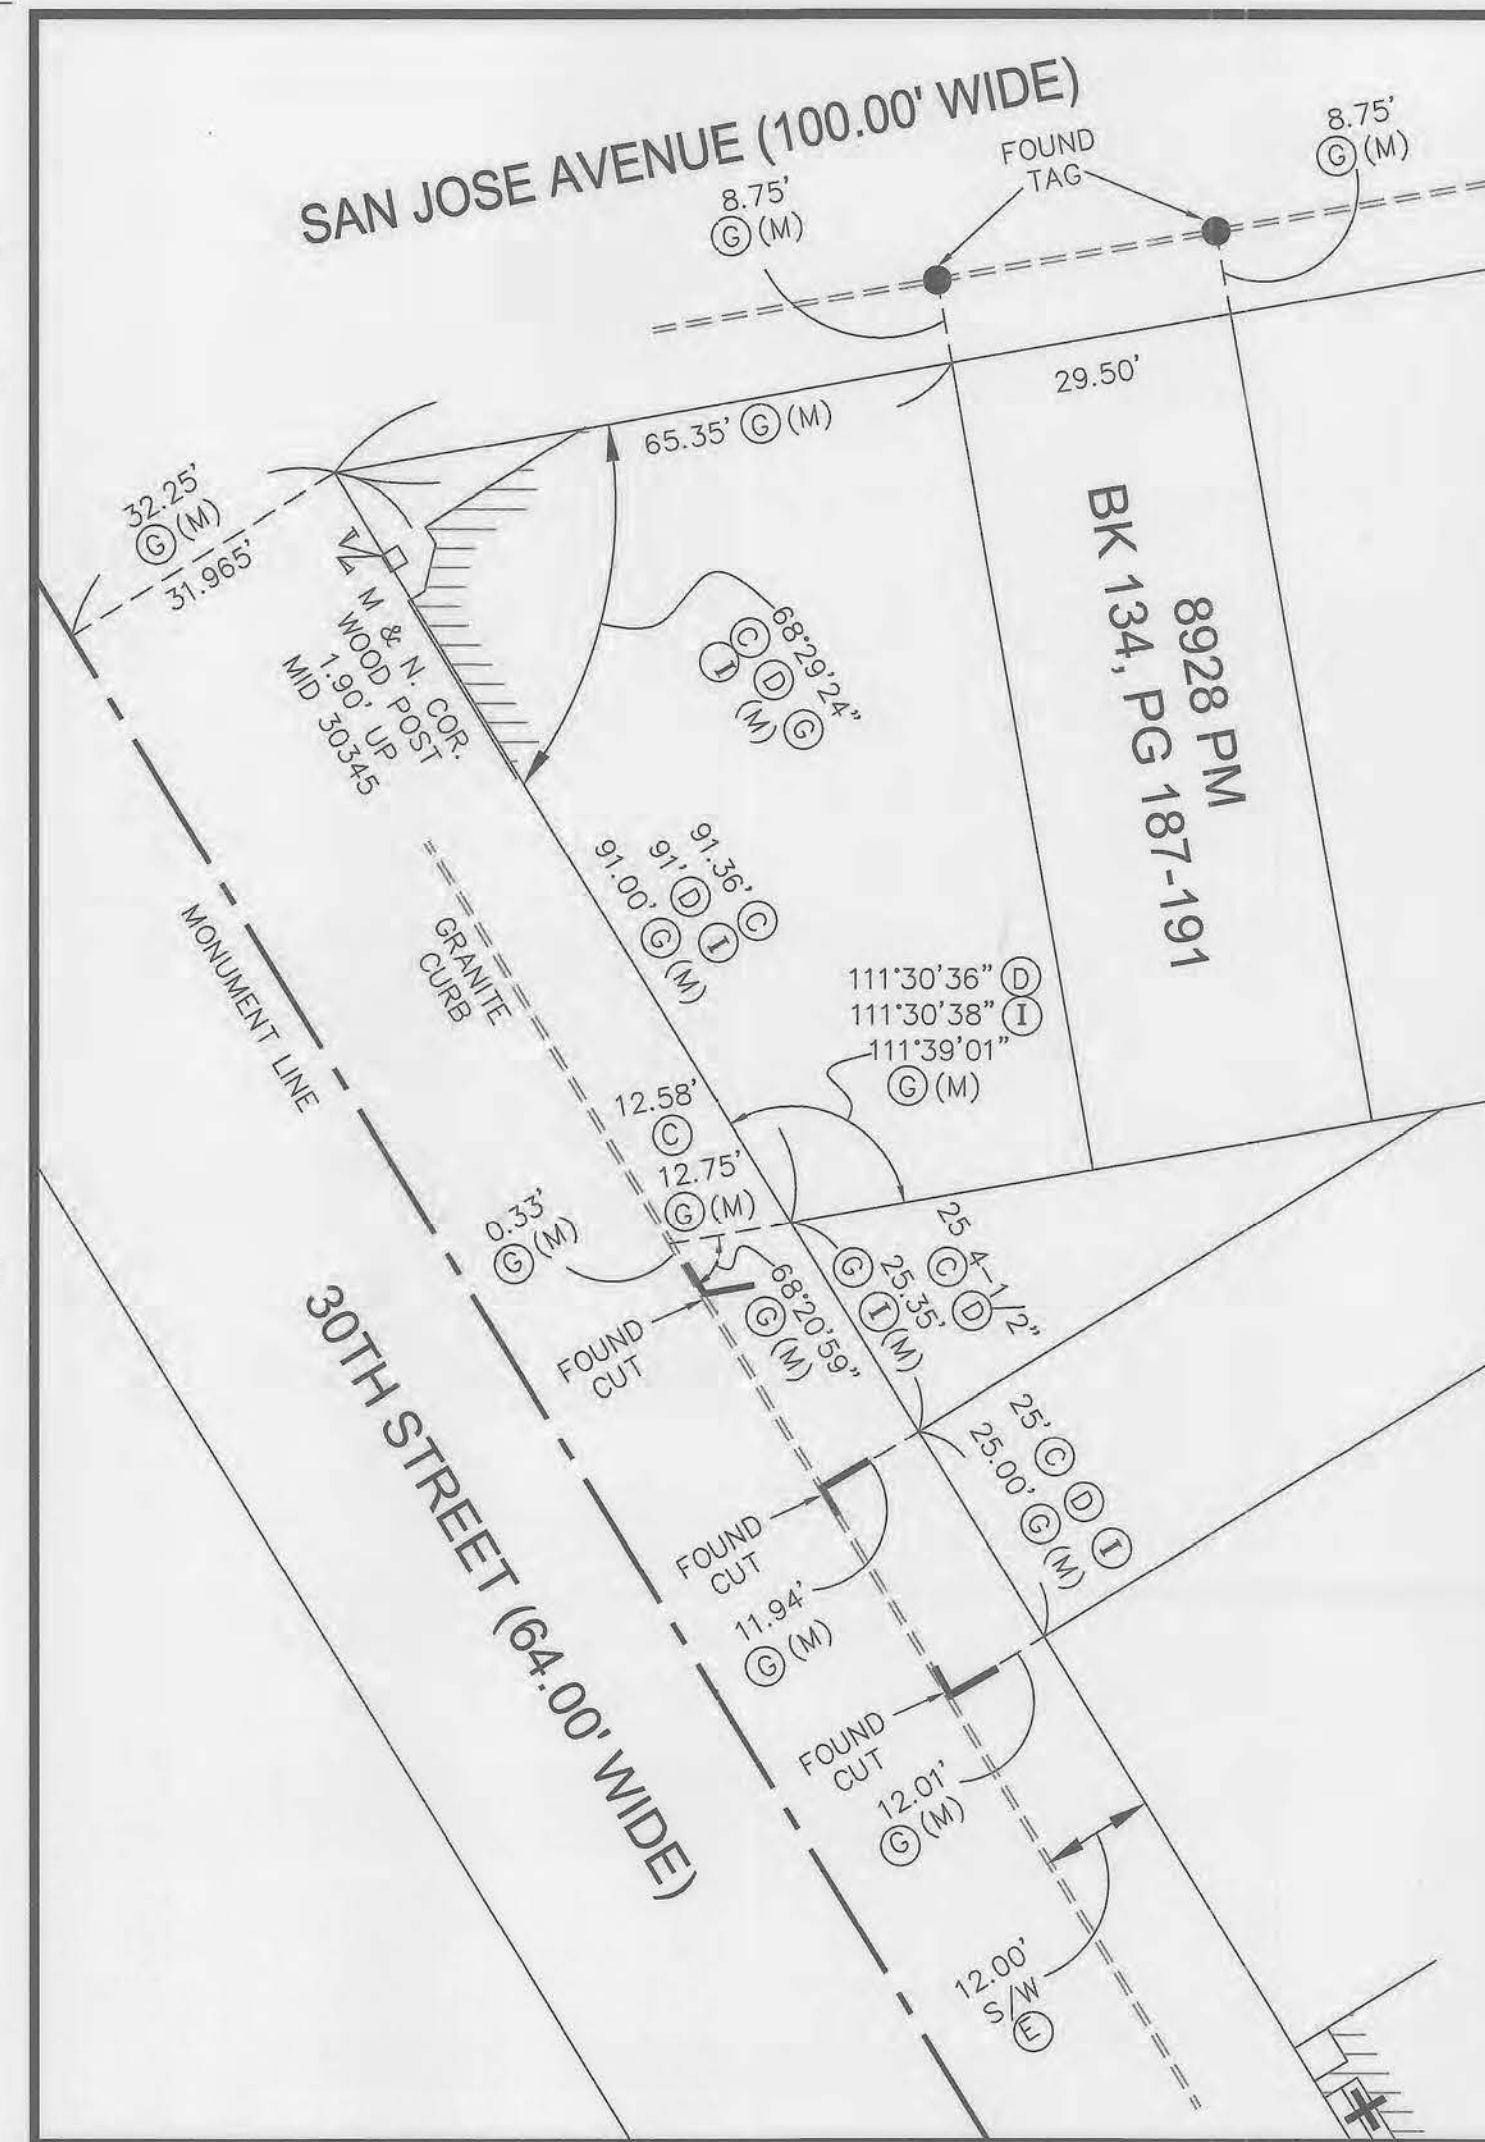 SAN JOSE AVENUE (100.00' WIDE)
8.75'
G (M)
FOUND
TAG
8.75'
G (M)
29.50'
65.35' G (M)
32.25'
G (M)
31.965'
M & N. COR.
WOOD POST
1.90' UP
MID 30345
68°29'24"
C D G
I (M)
8928 PM
BK 134, PG 187-191
91.36' C
91' D I
91.00' G (M)
GRANITE
CURB
MONUMENT LINE
111°30'36" D
111°30'38" I
111°39'01"
G (M)
12.58'
C
12.75'
G (M)
0.33'
G (M)
68°20'59"
G (M)
25 4-1/2"
C D
25.35'
G I (M)
FOUND
CUT
30TH STREET (64.00' WIDE)
25' C D I
25.00' G (M)
FOUND
CUT
11.94'
G (M)
FOUND
CUT
12.01'
G (M)
12.00'
S/W
E